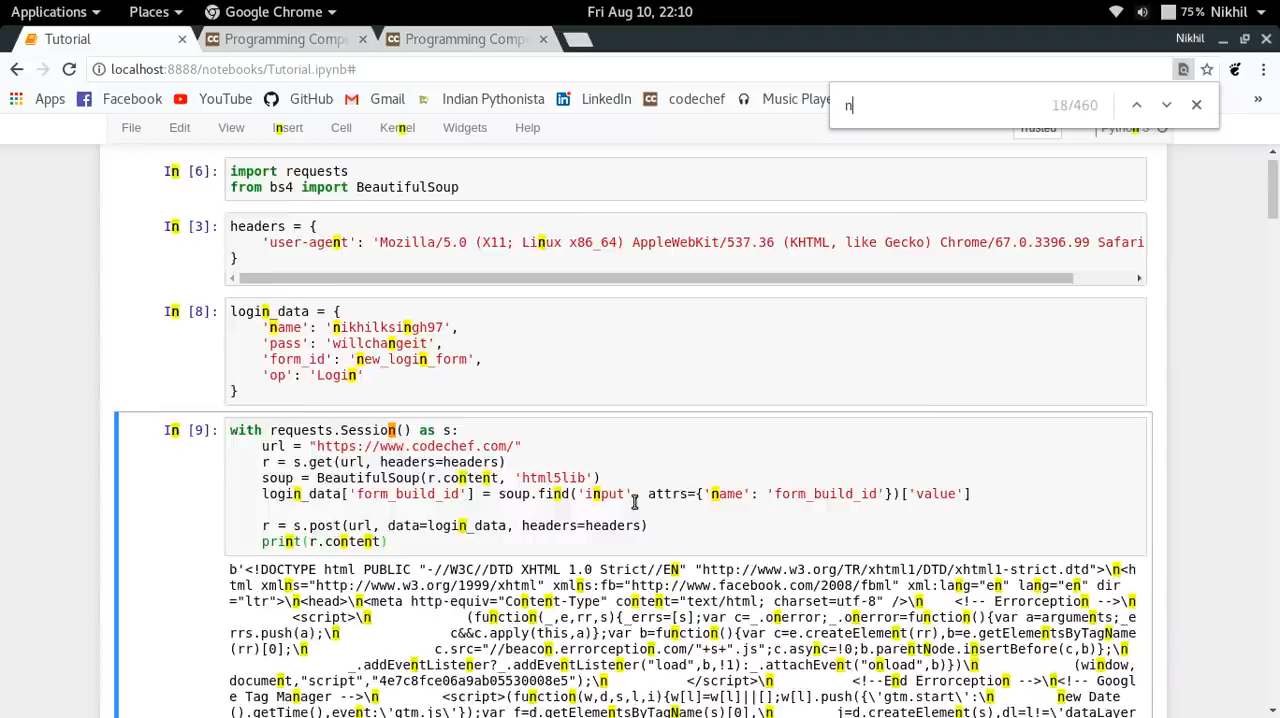 Applications Places Google Chrome Fri Aug 10, 22:10 75% Nikhil
Tutorial Programming Compe Programming Compe Nikhil
localhost:8888/notebooks/Tutorial.ipynb#
Apps Facebook YouTube GitHub Gmail Indian Pythonista LinkedIn codechef Music Playe »
n 18/460
File Edit View Insert Cell Kernel Widgets Help Trusted Python
In [6]: import requests
from bs4 import BeautifulSoup
In [3]: headers = {
'user-agent': 'Mozilla/5.0 (X11; Linux x86_64) AppleWebKit/537.36 (KHTML, like Gecko) Chrome/67.0.3396.99 Safari
}
In [8]: login_data = {
'name': 'nikhilksingh97',
'pass': 'willchangeit',
'form_id': 'new_login_form',
'op': 'Login'
}
In [9]: with requests.Session() as s:
url = "https://www.codechef.com/"
r = s.get(url, headers=headers)
soup = BeautifulSoup(r.content, 'html5lib')
login_data['form_build_id'] = soup.find('input', attrs={'name': 'form_build_id'})['value']
r = s.post(url, data=login_data, headers=headers)
print(r.content)
b'<!DOCTYPE html PUBLIC "-//W3C//DTD XHTML 1.0 Strict//EN" "http://www.w3.org/TR/xhtml1/DTD/xhtml1-strict.dtd">\n<h
tml xmlns="http://www.w3.org/1999/xhtml" xmlns:fb="http://www.facebook.com/2008/fbml" xml:lang="en" lang="en" dir
="ltr">\n<head>\n<meta http-equiv="Content-Type" content="text/html; charset=utf-8" />\n <!-- Errorception -->\n
<script>\n (function(_,e,rr,s){_errs=[s];var c=_.onerror;_.onerror=function(){var a=arguments;_e
rrs.push(a);\n c&&c.apply(this,a)};var b=function(){var c=e.createElement(rr),b=e.getElementsByTagName
(rr)[0];\n c.src="//beacon.errorception.com/"+s+".js";c.async=!0;b.parentNode.insertBefore(c,b)};\n
_.addEventListener?_.addEventListener("load",b,!1):_.attachEvent("onload",b)})\n (window,
document,"script","4e7c8fce06a9ab05530008e5");\n </script>\n <!--End Errorception -->\n<!-- Googl
e Tag Manager -->\n <script>(function(w,d,s,l,i){w[l]=w[l]||[];w[l].push({\'gtm.start\':\n new Date
().getTime(),event:\'gtm.js\'});var f=d.getElementsByTagName(s)[0],\n j=d.createElement(s),dl=l!=\'dataLayer